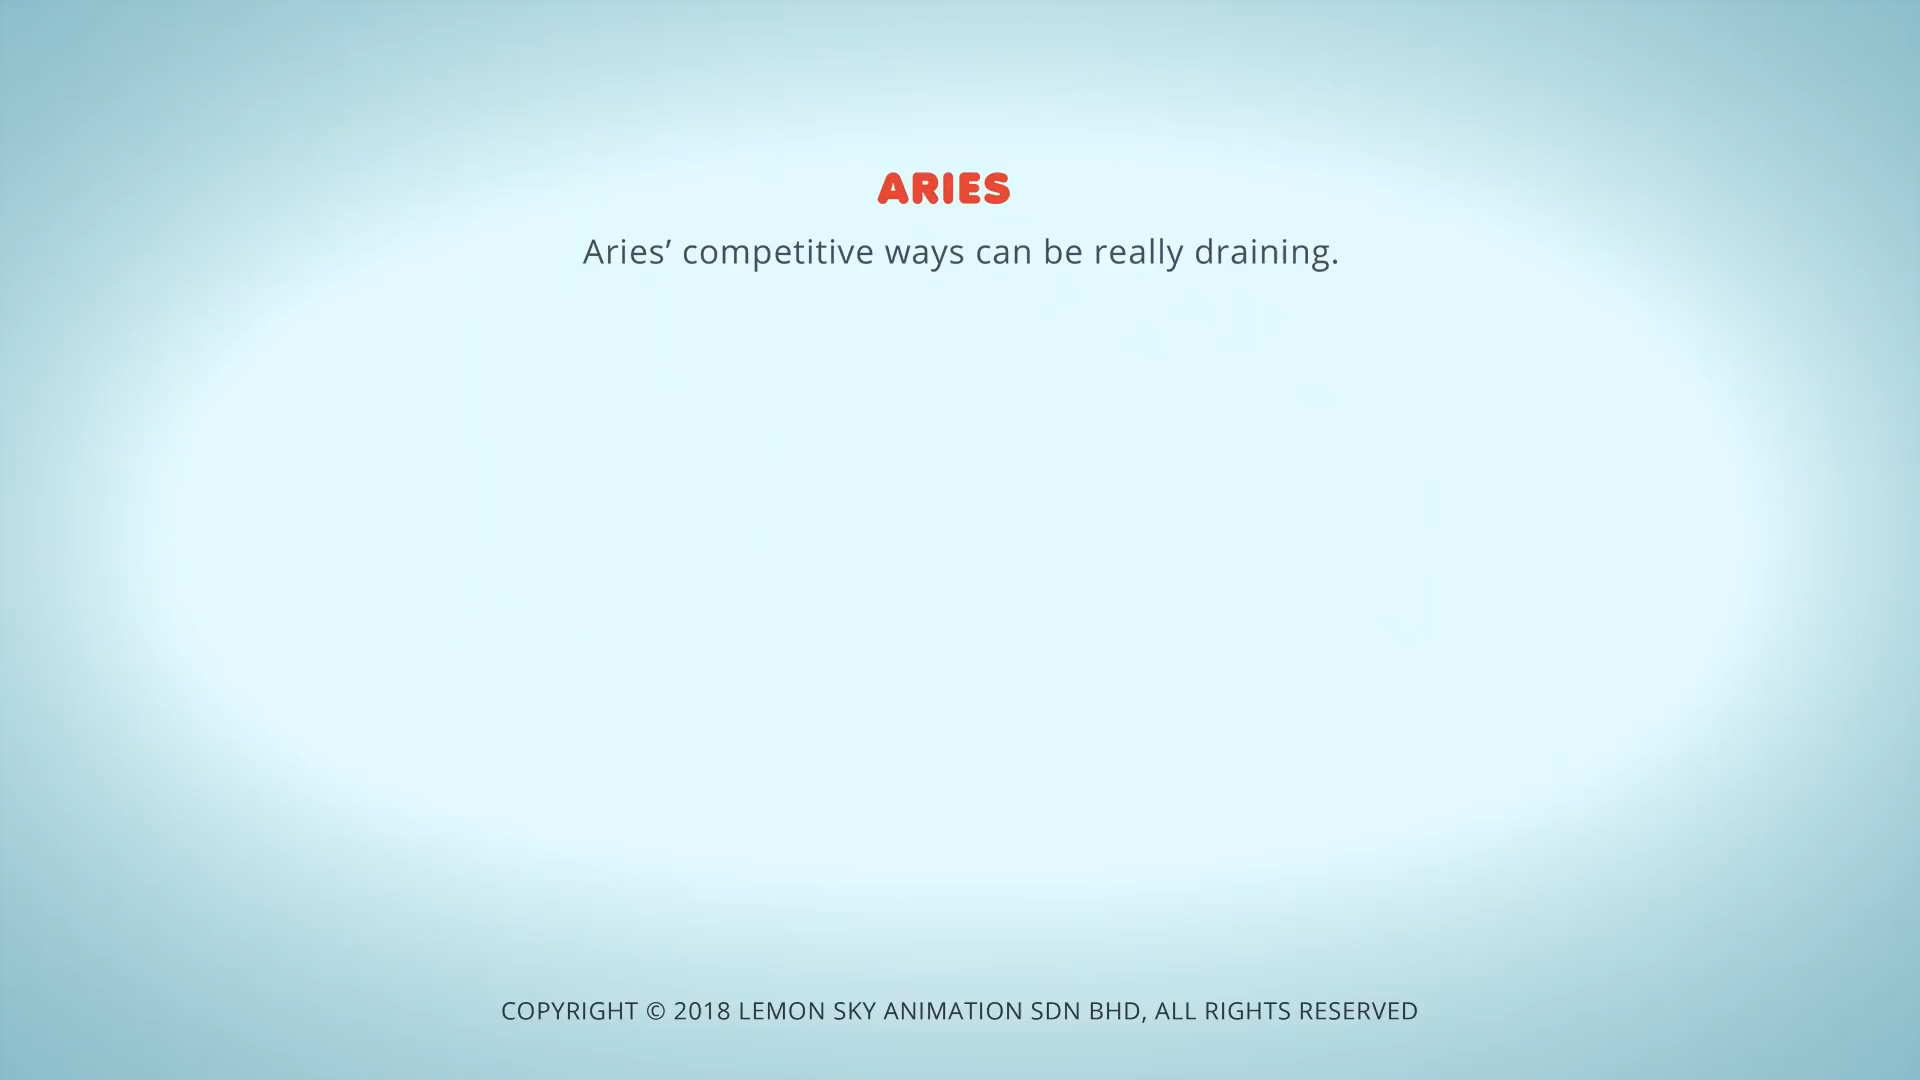 ARIES
Aries’ competitive ways can be really draining.
COPYRIGHT © 2018 LEMON SKY ANIMATION SDN BHD, ALL RIGHTS RESERVED